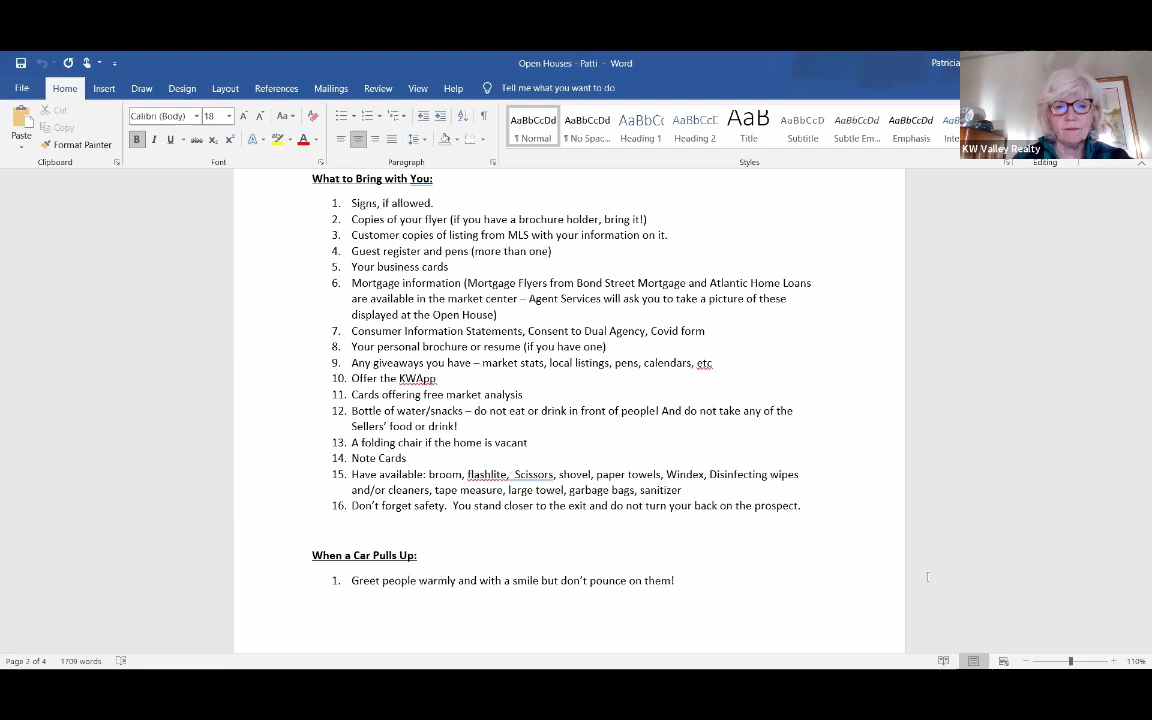 Open Houses - Patti - Word
Patricia
File Home Insert Draw Design Layout References Mailings Review View Help Tell me what you want to do
Paste
Cut
Copy
Format Painter
Clipboard
Calibri (Body) 18
Font
Paragraph
AaBbCcDd AaBbCcDd AaBbCc AaBbCcE AaB AaBbCcD AaBbCcDd AaBbCcDd
¶ Normal ¶ No Spac... Heading 1 Heading 2 Title Subtitle Subtle Em... Emphasis
Styles
Editing
KW Valley Realty
What to Bring with You:
1. Signs, if allowed.
2. Copies of your flyer (if you have a brochure holder, bring it!)
3. Customer copies of listing from MLS with your information on it.
4. Guest register and pens (more than one)
5. Your business cards
6. Mortgage information (Mortgage Flyers from Bond Street Mortgage and Atlantic Home Loans
are available in the market center – Agent Services will ask you to take a picture of these
displayed at the Open House)
7. Consumer Information Statements, Consent to Dual Agency, Covid form
8. Your personal brochure or resume (if you have one)
9. Any giveaways you have – market stats, local listings, pens, calendars, etc
10. Offer the KWApp
11. Cards offering free market analysis
12. Bottle of water/snacks – do not eat or drink in front of people! And do not take any of the
Sellers' food or drink!
13. A folding chair if the home is vacant
14. Note Cards
15. Have available: broom, flashlite, Scissors, shovel, paper towels, Windex, Disinfecting wipes
and/or cleaners, tape measure, large towel, garbage bags, sanitizer
16. Don't forget safety. You stand closer to the exit and do not turn your back on the prospect.
When a Car Pulls Up:
1. Greet people warmly and with a smile but don't pounce on them!
Page 2 of 4 1709 words
110%